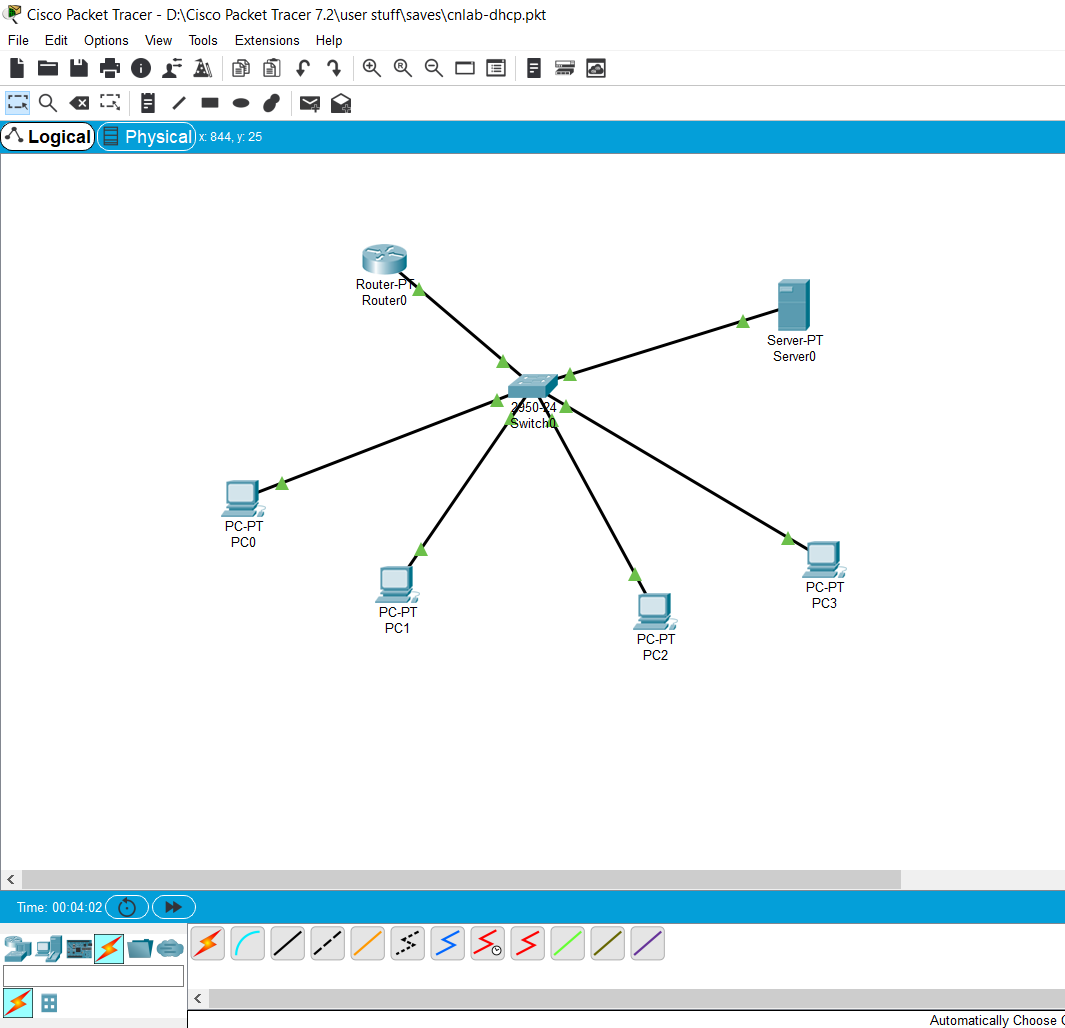 Cisco Packet Tracer - D:\Cisco Packet Tracer 7.2\user stuff\saves\cnlab-dhcp.pkt
File Edit Options View Tools Extensions Help
Logical Physical x: 844, y: 25
Router-PT
Router0
Server-PT
Server0
2950-24
Switch0
PC-PT
PC0
PC-PT
PC1
PC-PT
PC2
PC-PT
PC3
Time: 00:04:02
Automatically Choose